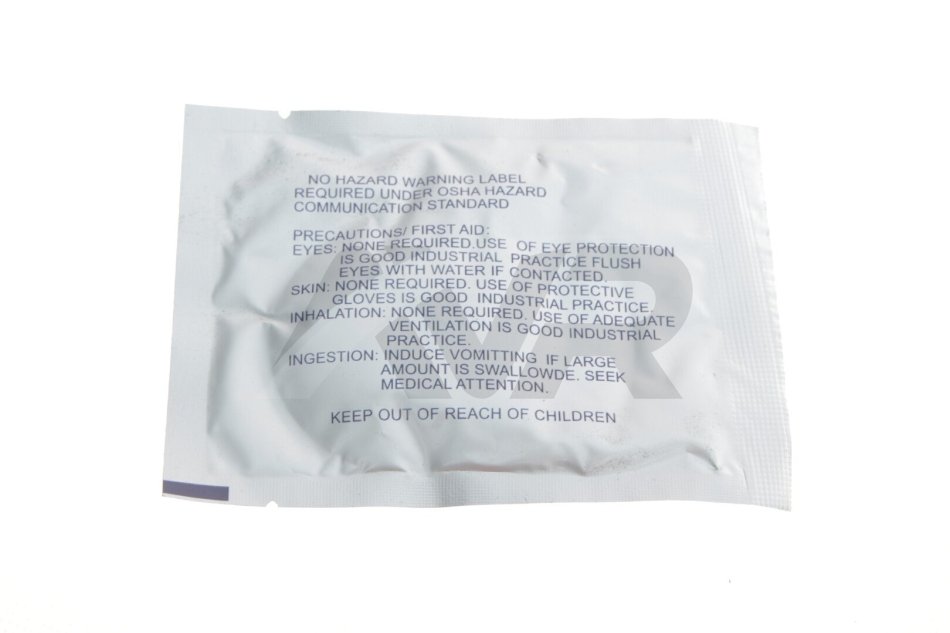 NO HAZARD WARNING LABEL
REQUIRED UNDER OSHA HAZARD
COMMUNICATION STANDARD
PRECAUTIONS/ FIRST AID:
EYES: NONE REQUIRED.USE OF EYE PROTECTION
IS GOOD INDUSTRIAL PRACTICE FLUSH
EYES WITH WATER IF CONTACTED.
SKIN: NONE REQUIRED. USE OF PROTECTIVE
GLOVES IS GOOD INDUSTRIAL PRACTICE.
INHALATION: NONE REQUIRED. USE OF ADEQUATE
VENTILATION IS GOOD INDUSTRIAL
PRACTICE.
INGESTION: INDUCE VOMITTING IF LARGE
AMOUNT IS SWALLOWDE. SEEK
MEDICAL ATTENTION.
KEEP OUT OF REACH OF CHILDREN